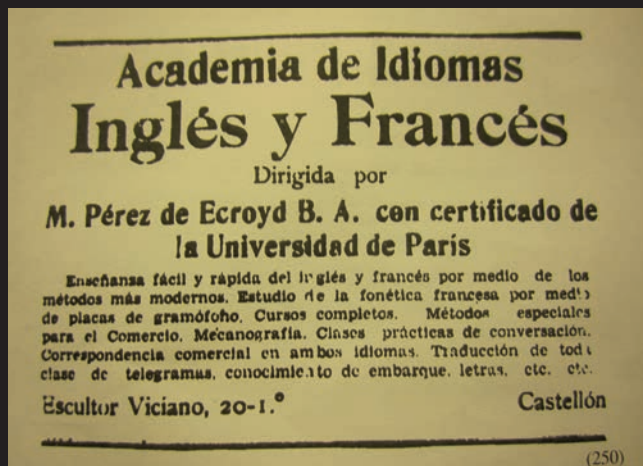 Academia de Idiomas
Inglés y Francés
Dirigida por
M. Pérez de Ecroyd B. A. con certificado de
la Universidad de París
Enseñansa fácil y rápida del inglés y francés por medio de los
métodos más modernos. Estudio de la fonética francesa por medio
de placas de gramófoho. Cursos completos. Métodos especiales
para el Comercio. Mecanografía. Clases prácticas de conversación.
Correspondencia comercial en ambos idiomas. Traducción de toda
clase de telegramas, conocimiento de embarque, letras, etc. etc.
Escultor Viciano, 20-1.º Castellón
(250)